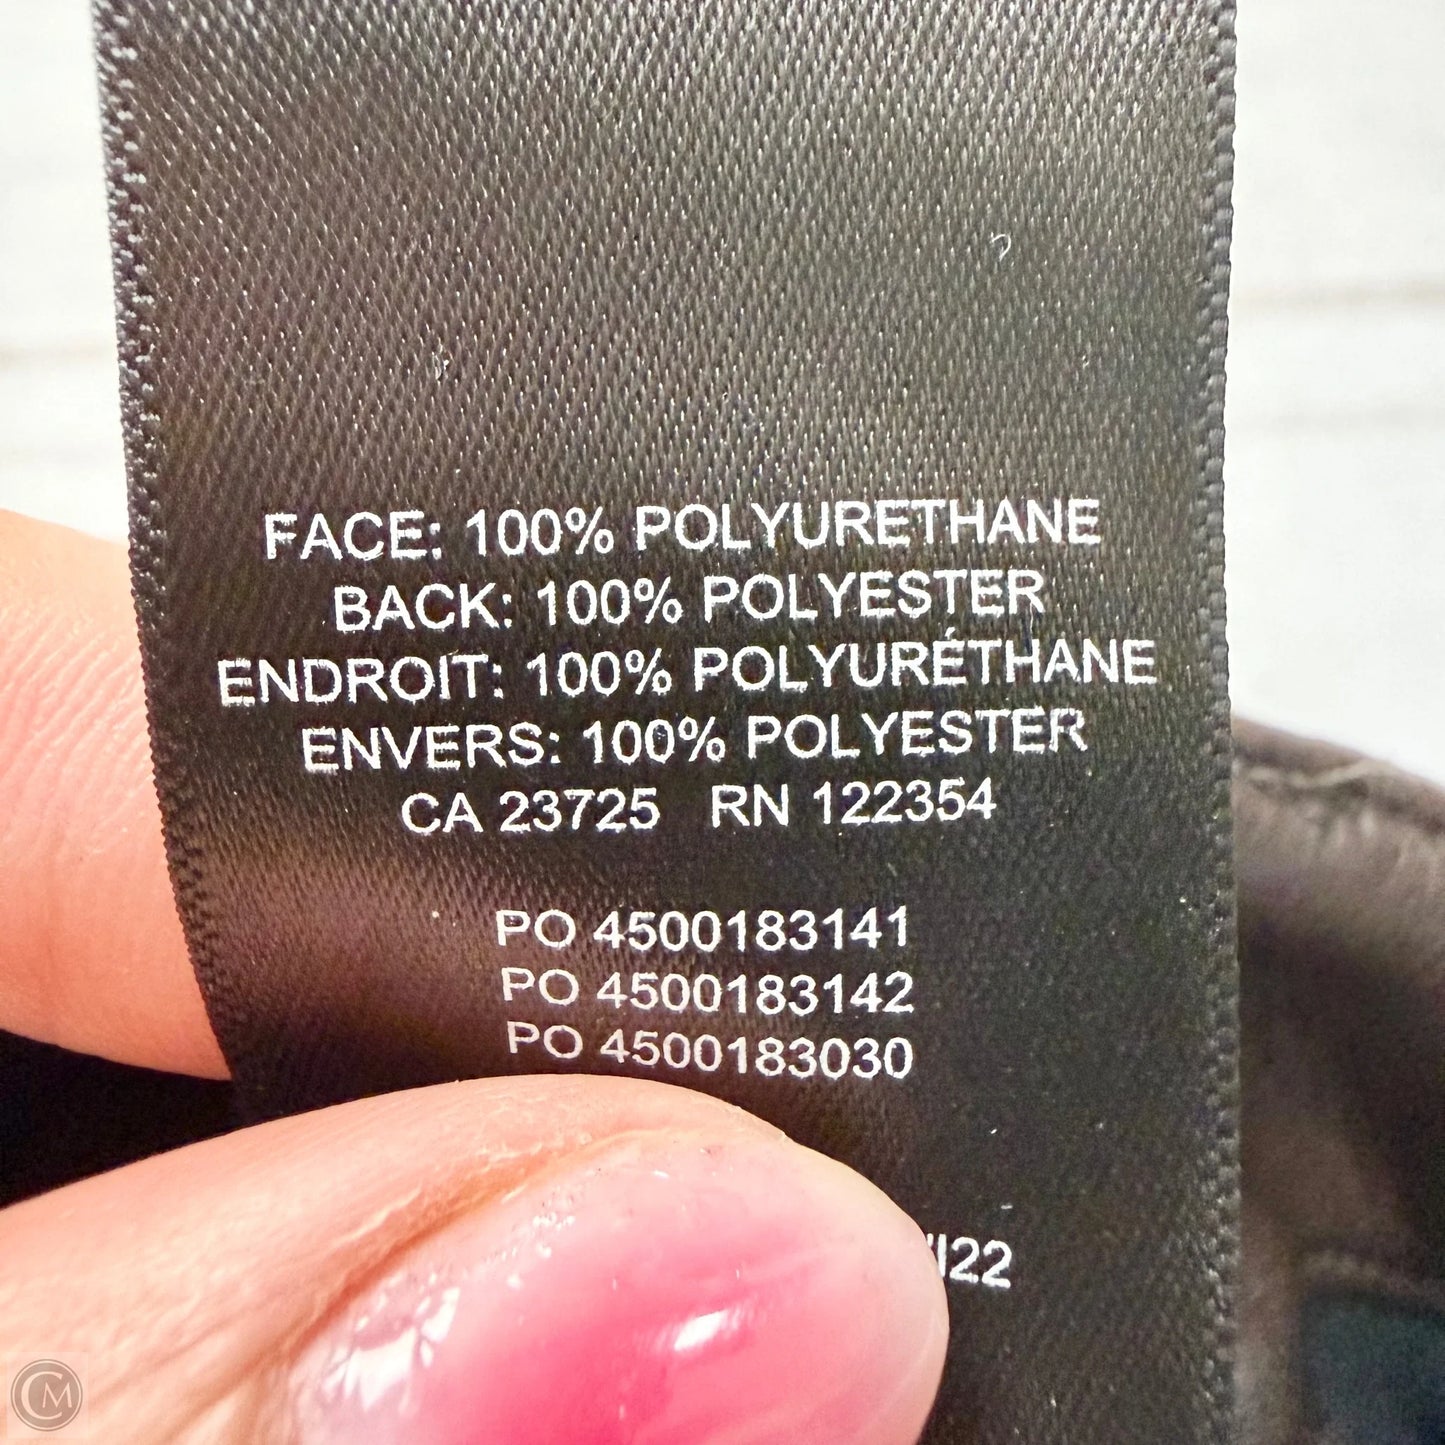 FACE: 100% POLYURETHANE
BACK: 100% POLYESTER
ENDROIT: 100% POLYURÉTHANE
ENVERS: 100% POLYESTER
CA 23725 RN 122354
PO 4500183141
PO 4500183142
PO 4500183030
CM